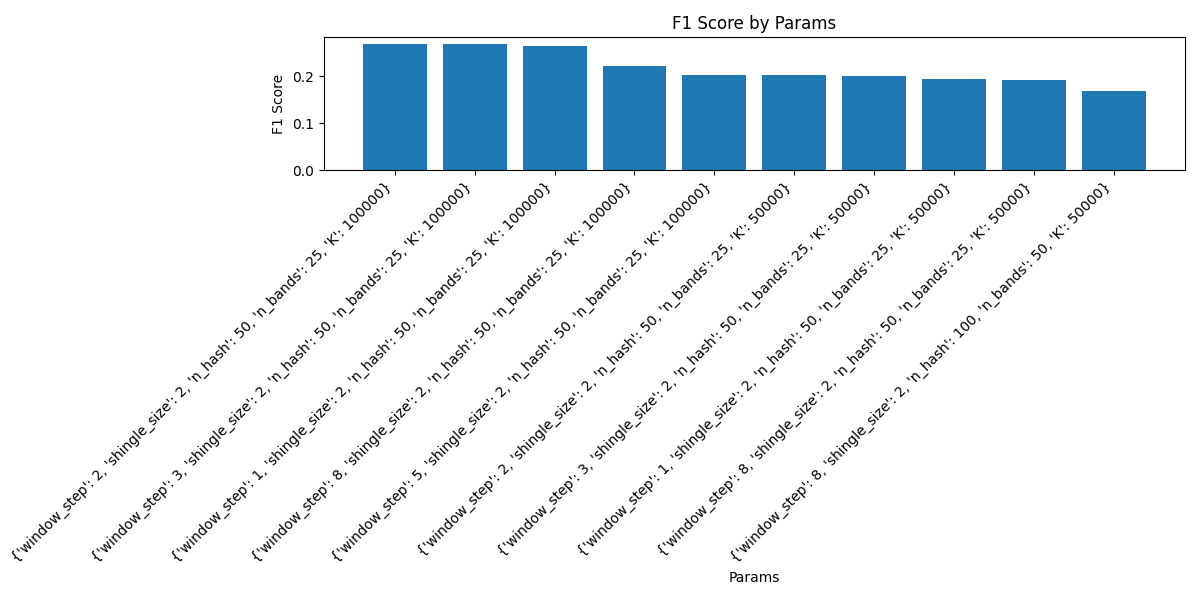 F1 Score by Params
F1 Score
0.2
0.1
0.0
{'window_step': 2, 'shingle_size': 2, 'n_hash': 50, 'n_bands': 25, 'K': 100000}
{'window_step': 3, 'shingle_size': 2, 'n_hash': 50, 'n_bands': 25, 'K': 100000}
{'window_step': 1, 'shingle_size': 2, 'n_hash': 50, 'n_bands': 25, 'K': 100000}
{'window_step': 8, 'shingle_size': 2, 'n_hash': 50, 'n_bands': 25, 'K': 100000}
{'window_step': 5, 'shingle_size': 2, 'n_hash': 50, 'n_bands': 25, 'K': 100000}
{'window_step': 2, 'shingle_size': 2, 'n_hash': 50, 'n_bands': 25, 'K': 50000}
{'window_step': 3, 'shingle_size': 2, 'n_hash': 50, 'n_bands': 25, 'K': 50000}
{'window_step': 1, 'shingle_size': 2, 'n_hash': 50, 'n_bands': 25, 'K': 50000}
{'window_step': 8, 'shingle_size': 2, 'n_hash': 50, 'n_bands': 25, 'K': 50000}
{'window_step': 8, 'shingle_size': 2, 'n_hash': 100, 'n_bands': 50, 'K': 50000}
Params